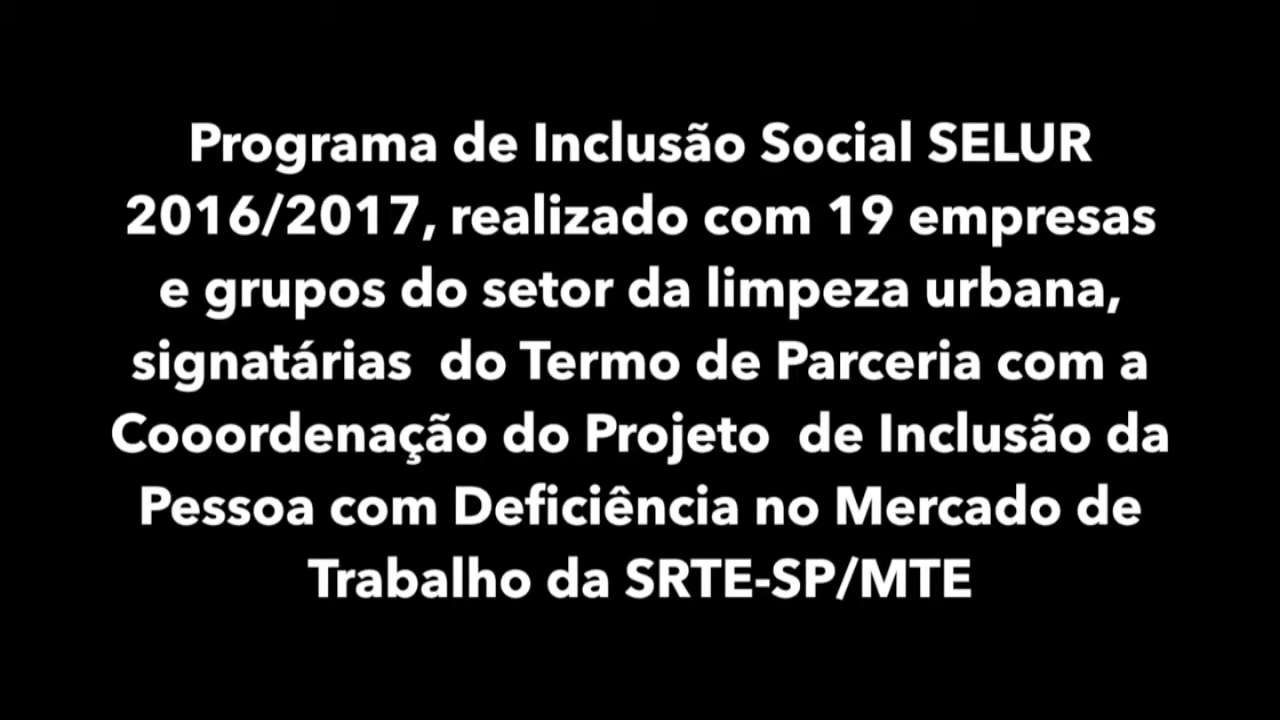 Programa de Inclusão Social SELUR
2016/2017, realizado com 19 empresas
e grupos do setor da limpeza urbana,
signatárias  do Termo de Parceria com a
Cooordenação do Projeto  de Inclusão da
Pessoa com Deficiência no Mercado de
Trabalho da SRTE-SP/MTE